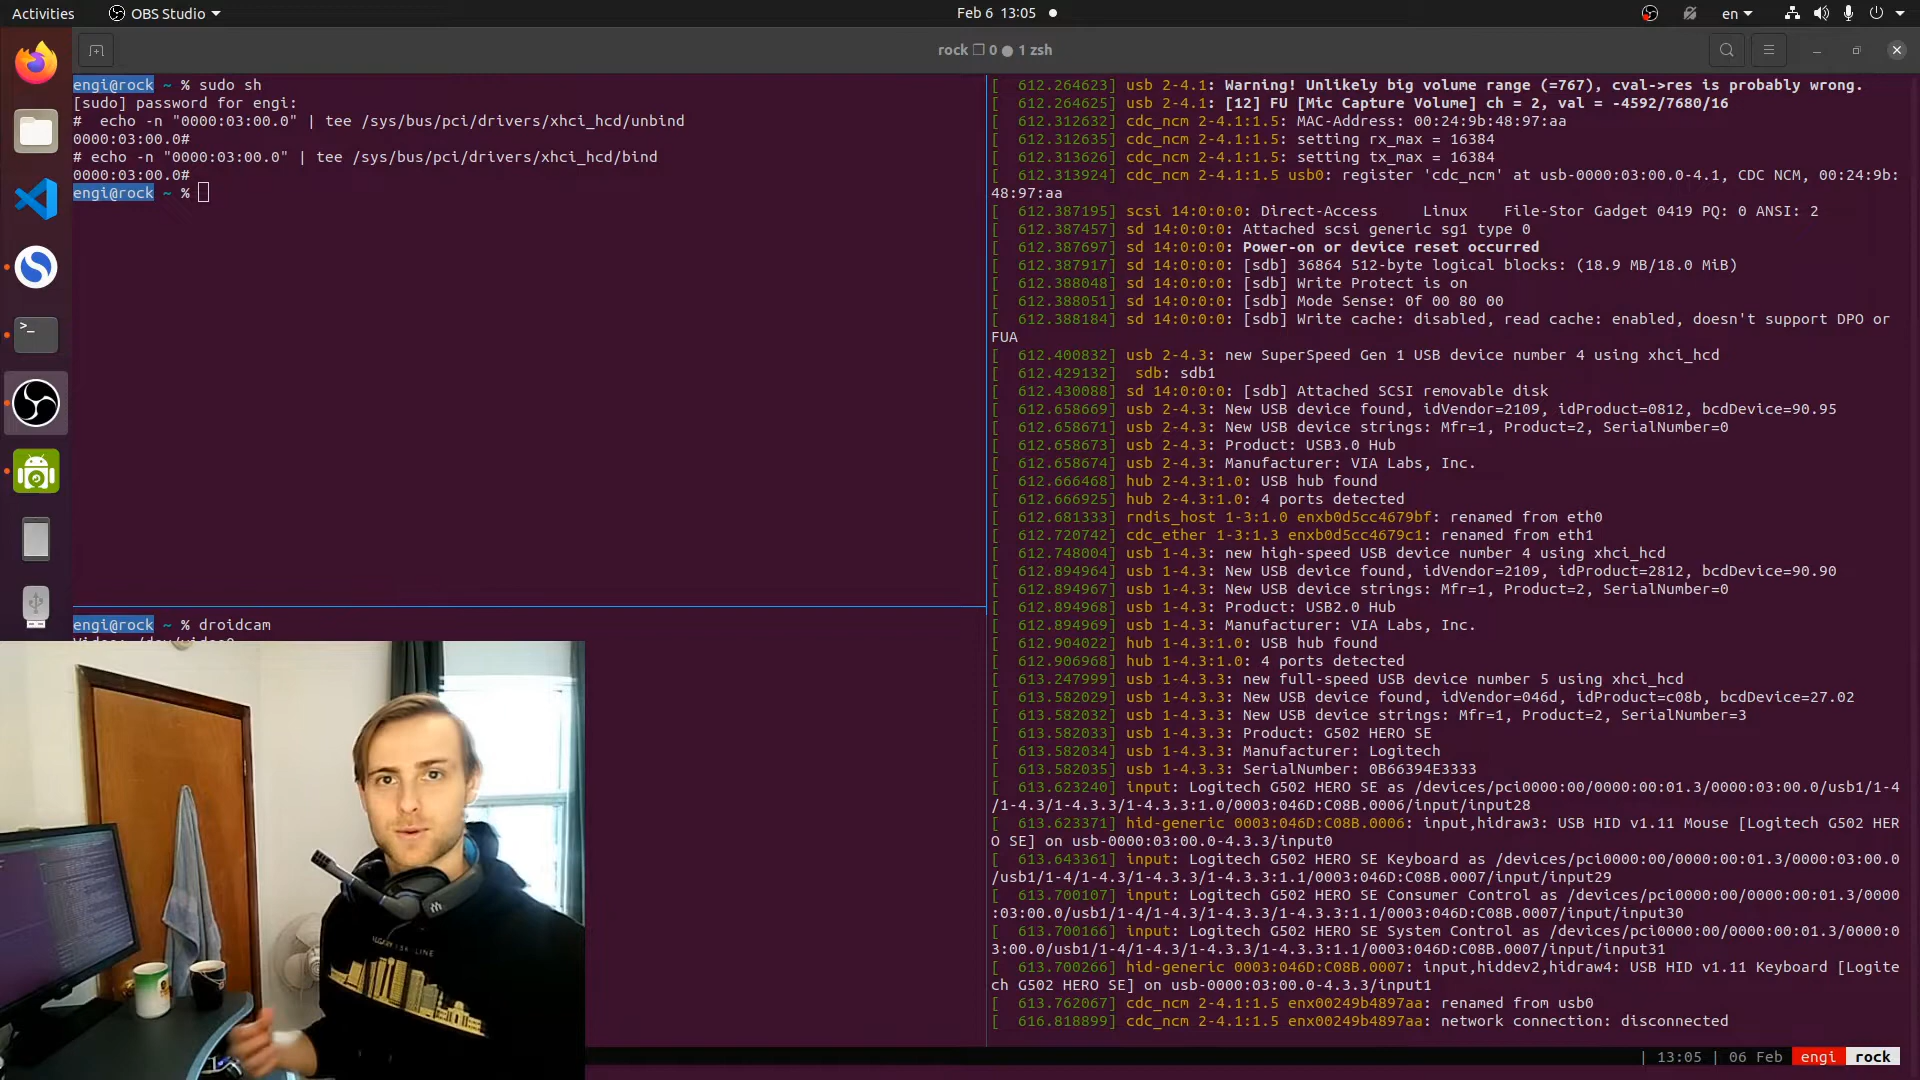 Activities
OBS Studio
Feb 6 13:05
en
rock ❐ 0 ● 1 zsh
engi@rock ~ % sudo sh
[sudo] password for engi:
#  echo -n "0000:03:00.0" | tee /sys/bus/pci/drivers/xhci_hcd/unbind
0000:03:00.0#
# echo -n "0000:03:00.0" | tee /sys/bus/pci/drivers/xhci_hcd/bind
0000:03:00.0#
engi@rock ~ %
engi@rock ~ % droidcam
Video: /dev/video0
[  612.264623] usb 2-4.1: Warning! Unlikely big volume range (=767), cval->res is probably wrong.
[  612.264625] usb 2-4.1: [12] FU [Mic Capture Volume] ch = 2, val = -4592/7680/16
[  612.312632] cdc_ncm 2-4.1:1.5: MAC-Address: 00:24:9b:48:97:aa
[  612.312635] cdc_ncm 2-4.1:1.5: setting rx_max = 16384
[  612.313626] cdc_ncm 2-4.1:1.5: setting tx_max = 16384
[  612.313924] cdc_ncm 2-4.1:1.5 usb0: register 'cdc_ncm' at usb-0000:03:00.0-4.1, CDC NCM, 00:24:9b:
48:97:aa
[  612.387195] scsi 14:0:0:0: Direct-Access     Linux    File-Stor Gadget 0419 PQ: 0 ANSI: 2
[  612.387457] sd 14:0:0:0: Attached scsi generic sg1 type 0
[  612.387697] sd 14:0:0:0: Power-on or device reset occurred
[  612.387917] sd 14:0:0:0: [sdb] 36864 512-byte logical blocks: (18.9 MB/18.0 MiB)
[  612.388048] sd 14:0:0:0: [sdb] Write Protect is on
[  612.388051] sd 14:0:0:0: [sdb] Mode Sense: 0f 00 80 00
[  612.388184] sd 14:0:0:0: [sdb] Write cache: disabled, read cache: enabled, doesn't support DPO or
FUA
[  612.400832] usb 2-4.3: new SuperSpeed Gen 1 USB device number 4 using xhci_hcd
[  612.429132]  sdb: sdb1
[  612.430088] sd 14:0:0:0: [sdb] Attached SCSI removable disk
[  612.658669] usb 2-4.3: New USB device found, idVendor=2109, idProduct=0812, bcdDevice=90.95
[  612.658671] usb 2-4.3: New USB device strings: Mfr=1, Product=2, SerialNumber=0
[  612.658673] usb 2-4.3: Product: USB3.0 Hub
[  612.658674] usb 2-4.3: Manufacturer: VIA Labs, Inc.
[  612.666468] hub 2-4.3:1.0: USB hub found
[  612.666925] hub 2-4.3:1.0: 4 ports detected
[  612.681333] rndis_host 1-3:1.0 enxb0d5cc4679bf: renamed from eth0
[  612.720742] cdc_ether 1-3:1.3 enxb0d5cc4679c1: renamed from eth1
[  612.748004] usb 1-4.3: new high-speed USB device number 4 using xhci_hcd
[  612.894964] usb 1-4.3: New USB device found, idVendor=2109, idProduct=2812, bcdDevice=90.90
[  612.894967] usb 1-4.3: New USB device strings: Mfr=1, Product=2, SerialNumber=0
[  612.894968] usb 1-4.3: Product: USB2.0 Hub
[  612.894969] usb 1-4.3: Manufacturer: VIA Labs, Inc.
[  612.904022] hub 1-4.3:1.0: USB hub found
[  612.906968] hub 1-4.3:1.0: 4 ports detected
[  613.247999] usb 1-4.3.3: new full-speed USB device number 5 using xhci_hcd
[  613.582029] usb 1-4.3.3: New USB device found, idVendor=046d, idProduct=c08b, bcdDevice=27.02
[  613.582032] usb 1-4.3.3: New USB device strings: Mfr=1, Product=2, SerialNumber=3
[  613.582033] usb 1-4.3.3: Product: G502 HERO SE
[  613.582034] usb 1-4.3.3: Manufacturer: Logitech
[  613.582035] usb 1-4.3.3: SerialNumber: 0B66394E3333
[  613.623240] input: Logitech G502 HERO SE as /devices/pci0000:00/0000:00:01.3/0000:03:00.0/usb1/1-4
/1-4.3/1-4.3.3/1-4.3.3:1.0/0003:046D:C08B.0006/input/input28
[  613.623371] hid-generic 0003:046D:C08B.0006: input,hidraw3: USB HID v1.11 Mouse [Logitech G502 HER
O SE] on usb-0000:03:00.0-4.3.3/input0
[  613.643361] input: Logitech G502 HERO SE Keyboard as /devices/pci0000:00/0000:00:01.3/0000:03:00.0
/usb1/1-4/1-4.3/1-4.3.3/1-4.3.3:1.1/0003:046D:C08B.0007/input/input29
[  613.700107] input: Logitech G502 HERO SE Consumer Control as /devices/pci0000:00/0000:00:01.3/0000
:03:00.0/usb1/1-4/1-4.3/1-4.3.3/1-4.3.3:1.1/0003:046D:C08B.0007/input/input30
[  613.700166] input: Logitech G502 HERO SE System Control as /devices/pci0000:00/0000:00:01.3/0000:0
3:00.0/usb1/1-4/1-4.3/1-4.3.3/1-4.3.3:1.1/0003:046D:C08B.0007/input/input31
[  613.700266] hid-generic 0003:046D:C08B.0007: input,hiddev2,hidraw4: USB HID v1.11 Keyboard [Logite
ch G502 HERO SE] on usb-0000:03:00.0-4.3.3/input1
[  613.762067] cdc_ncm 2-4.1:1.5 enx00249b4897aa: renamed from usb0
[  616.818899] cdc_ncm 2-4.1:1.5 enx00249b4897aa: network connection: disconnected
| 13:05 | 06 Feb engi rock